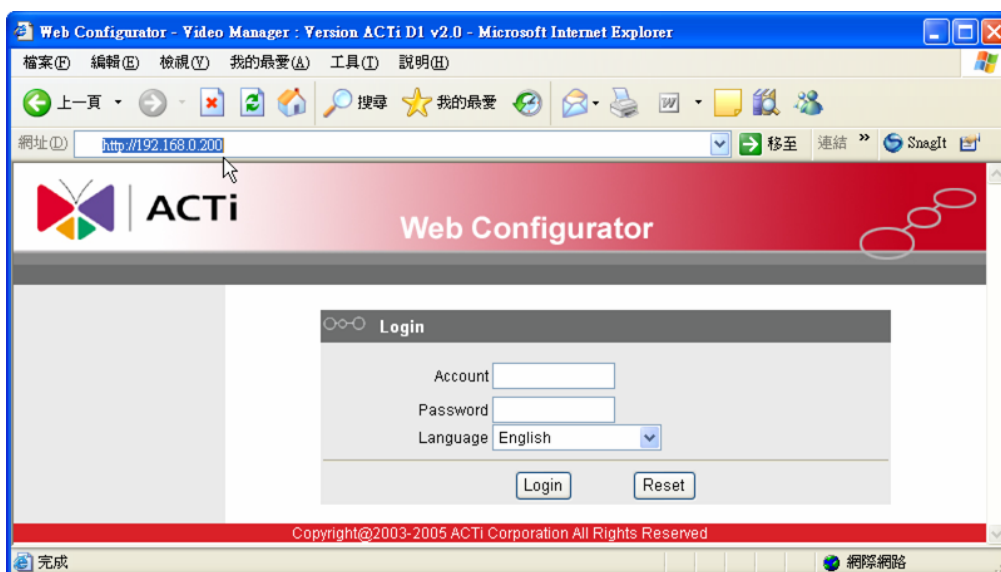 Web Configurator - Video Manager : Version ACTi D1 v2.0 - Microsoft Internet Explorer
檔案(F) 編輯(E) 檢視(V) 我的最愛(A) 工具(T) 說明(H)
上一頁 搜尋 我的最愛
網址(D) http://192.168.0.200 移至 連結 » SnagIt
ACTi
Web Configurator
Login
Account
Password
Language English
Login Reset
Copyright@2003-2005 ACTi Corporation All Rights Reserved
完成 網際網路